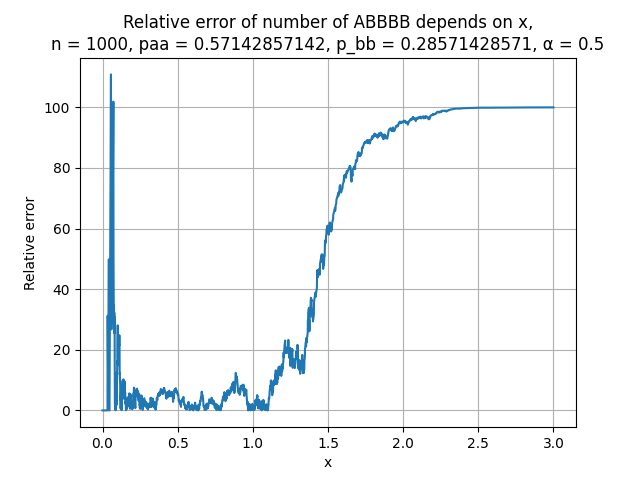 Relative error of number of ABBBB depends on x,
n = 1000, paa = 0.57142857142, p_bb = 0.28571428571, α = 0.5
100
80
60
40
20
0
Relative error
0.0 0.5 1.0 1.5 2.0 2.5 3.0
x